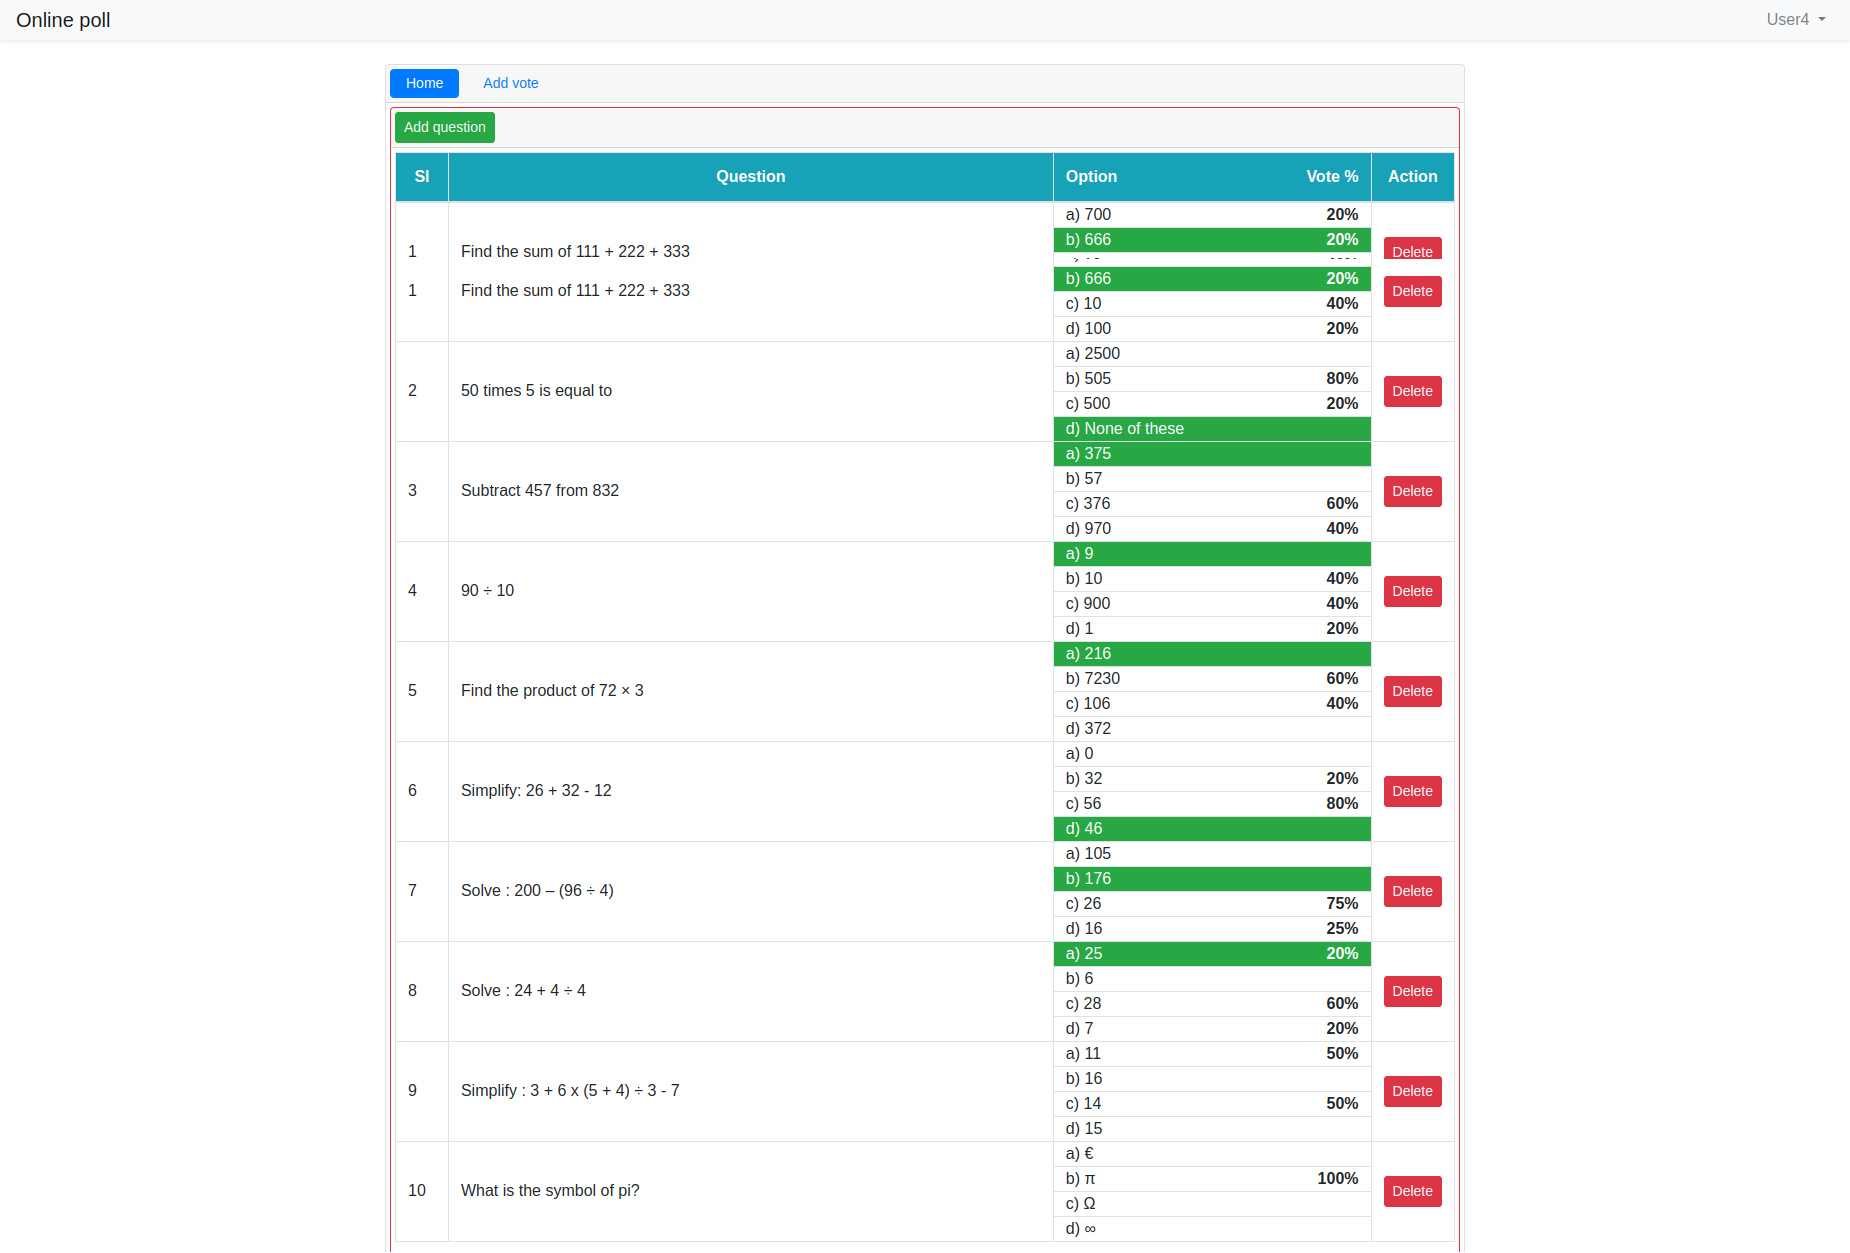 Online poll
User4
Home
Add vote
Add question
Sl Question Option Vote % Action
a) 700 20%
b) 666 20%
1 Find the sum of 111 + 222 + 333 Delete
b) 666 20%
1 Find the sum of 111 + 222 + 333 Delete
c) 10 40%
d) 100 20%
a) 2500
b) 505 80%
2 50 times 5 is equal to Delete
c) 500 20%
d) None of these
a) 375
b) 57
3 Subtract 457 from 832 Delete
c) 376 60%
d) 970 40%
a) 9
b) 10 40%
4 90 ÷ 10 Delete
c) 900 40%
d) 1 20%
a) 216
b) 7230 60%
5 Find the product of 72 × 3 Delete
c) 106 40%
d) 372
a) 0
b) 32 20%
6 Simplify: 26 + 32 - 12 Delete
c) 56 80%
d) 46
a) 105
b) 176
7 Solve : 200 – (96 ÷ 4) Delete
c) 26 75%
d) 16 25%
a) 25 20%
b) 6
8 Solve : 24 + 4 ÷ 4 Delete
c) 28 60%
d) 7 20%
a) 11 50%
b) 16
9 Simplify : 3 + 6 x (5 + 4) ÷ 3 - 7 Delete
c) 14 50%
d) 15
a) €
b) π 100%
10 What is the symbol of pi? Delete
c) Ω
d) ∞